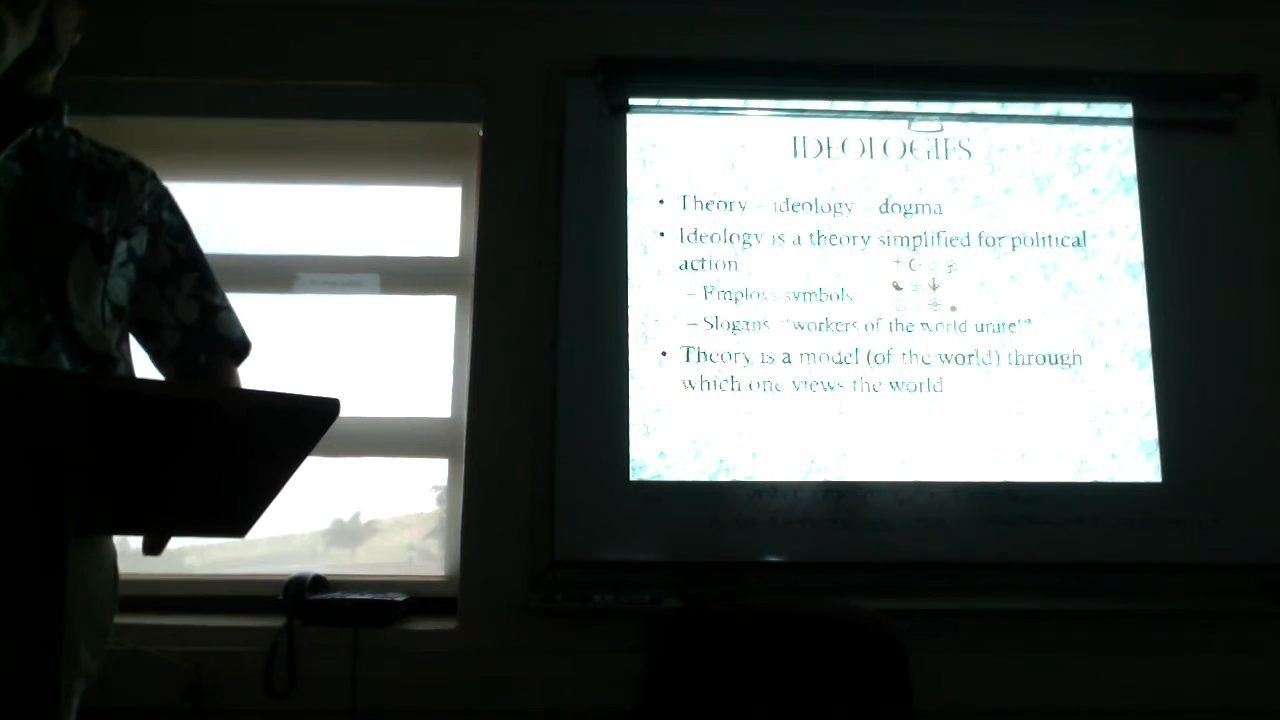 IDEOLOGIES
• Theory – ideology – dogma
• Ideology is a theory simplified for political
action
– Employs symbols
– Slogans "workers of the world unite!"
• Theory is a model (of the world) through
which one views the world